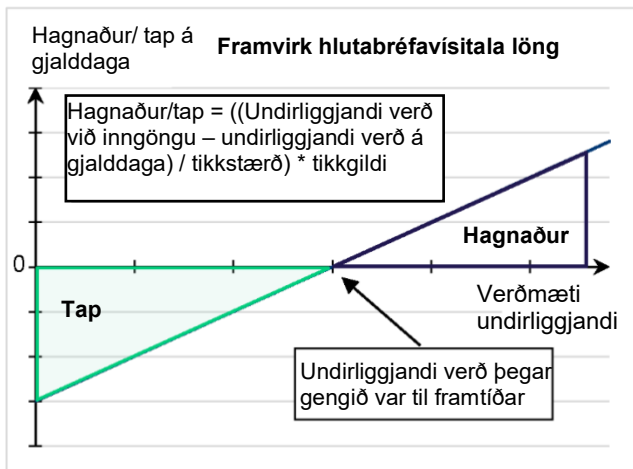 Hagnaður/ tap á
gjalddaga
Framvirk hlutabréfavísitala löng
Hagnaður/tap = ((Undirliggjandi verð
við inngöngu – undirliggjandi verð á
gjalddaga) / tikkstærð) * tikkgildi
Hagnaður
0
Tap
Verðmæti
undirliggjandi
Undirliggjandi verð þegar
gengið var til framtíðar